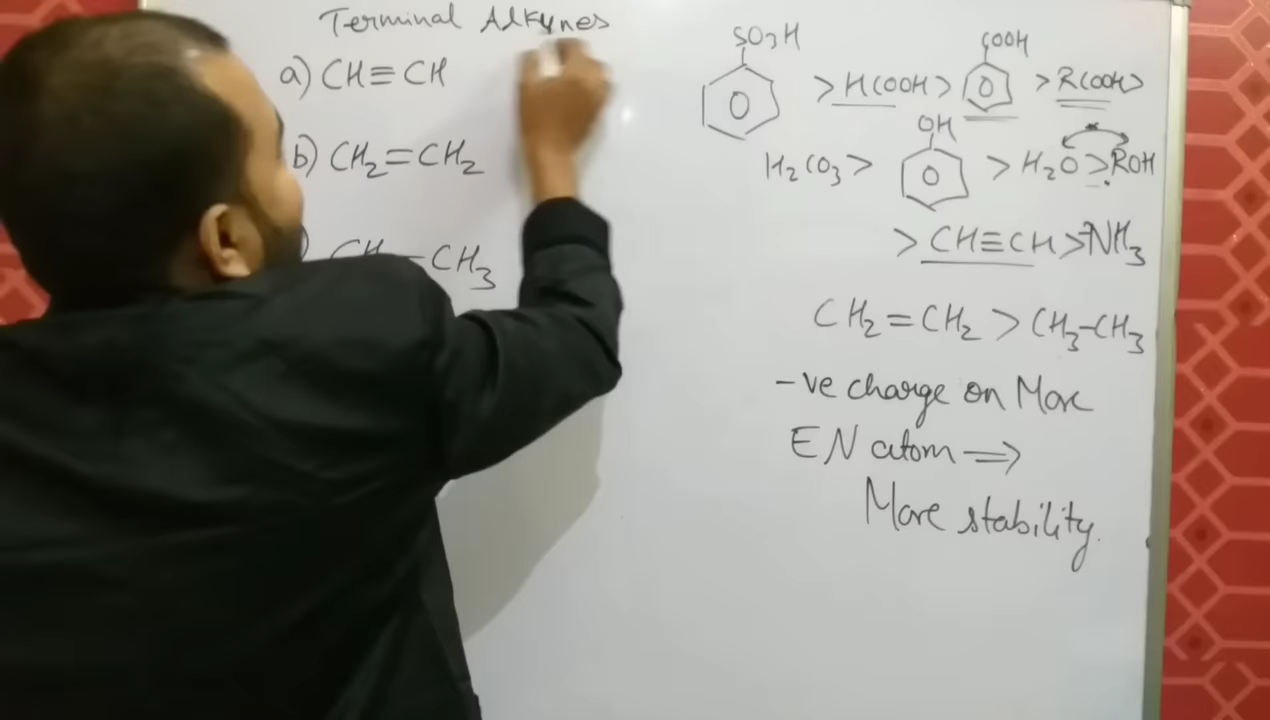 Terminal Alkynes
a) CH≡CH
b) CH₂=CH₂
) CH –CH₃
SO₃H
> HCOOH >
COOH
> RCOOH >
H₂CO₃ >
OH
> H₂O > ROH
> CH≡CH > NH₃
CH₂=CH₂ > CH₃–CH₃
-ve charge on More
EN atom ⇒
More stability.